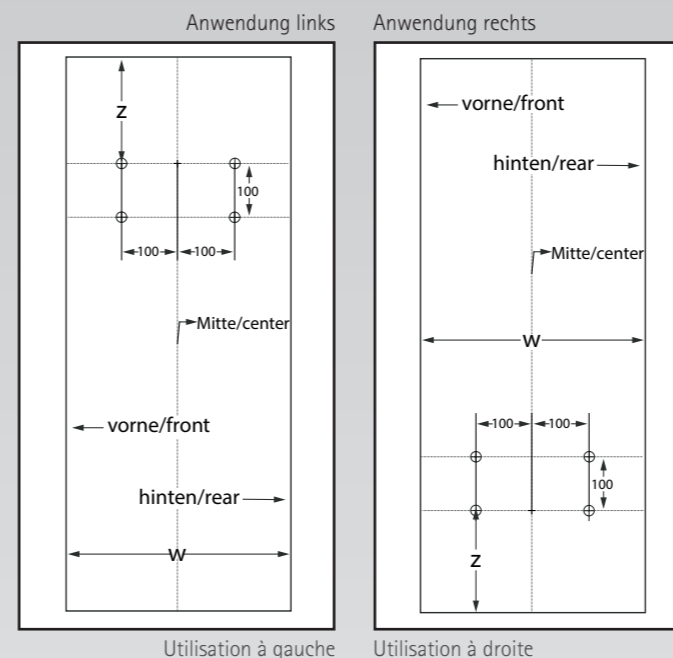 Anwendung links
Z
100
100 100
Mitte/center
vorne/front
hinten/rear
W
Utilisation à gauche
Anwendung rechts
vorne/front
hinten/rear
Mitte/center
W
100 100
100
Z
Utilisation à droite